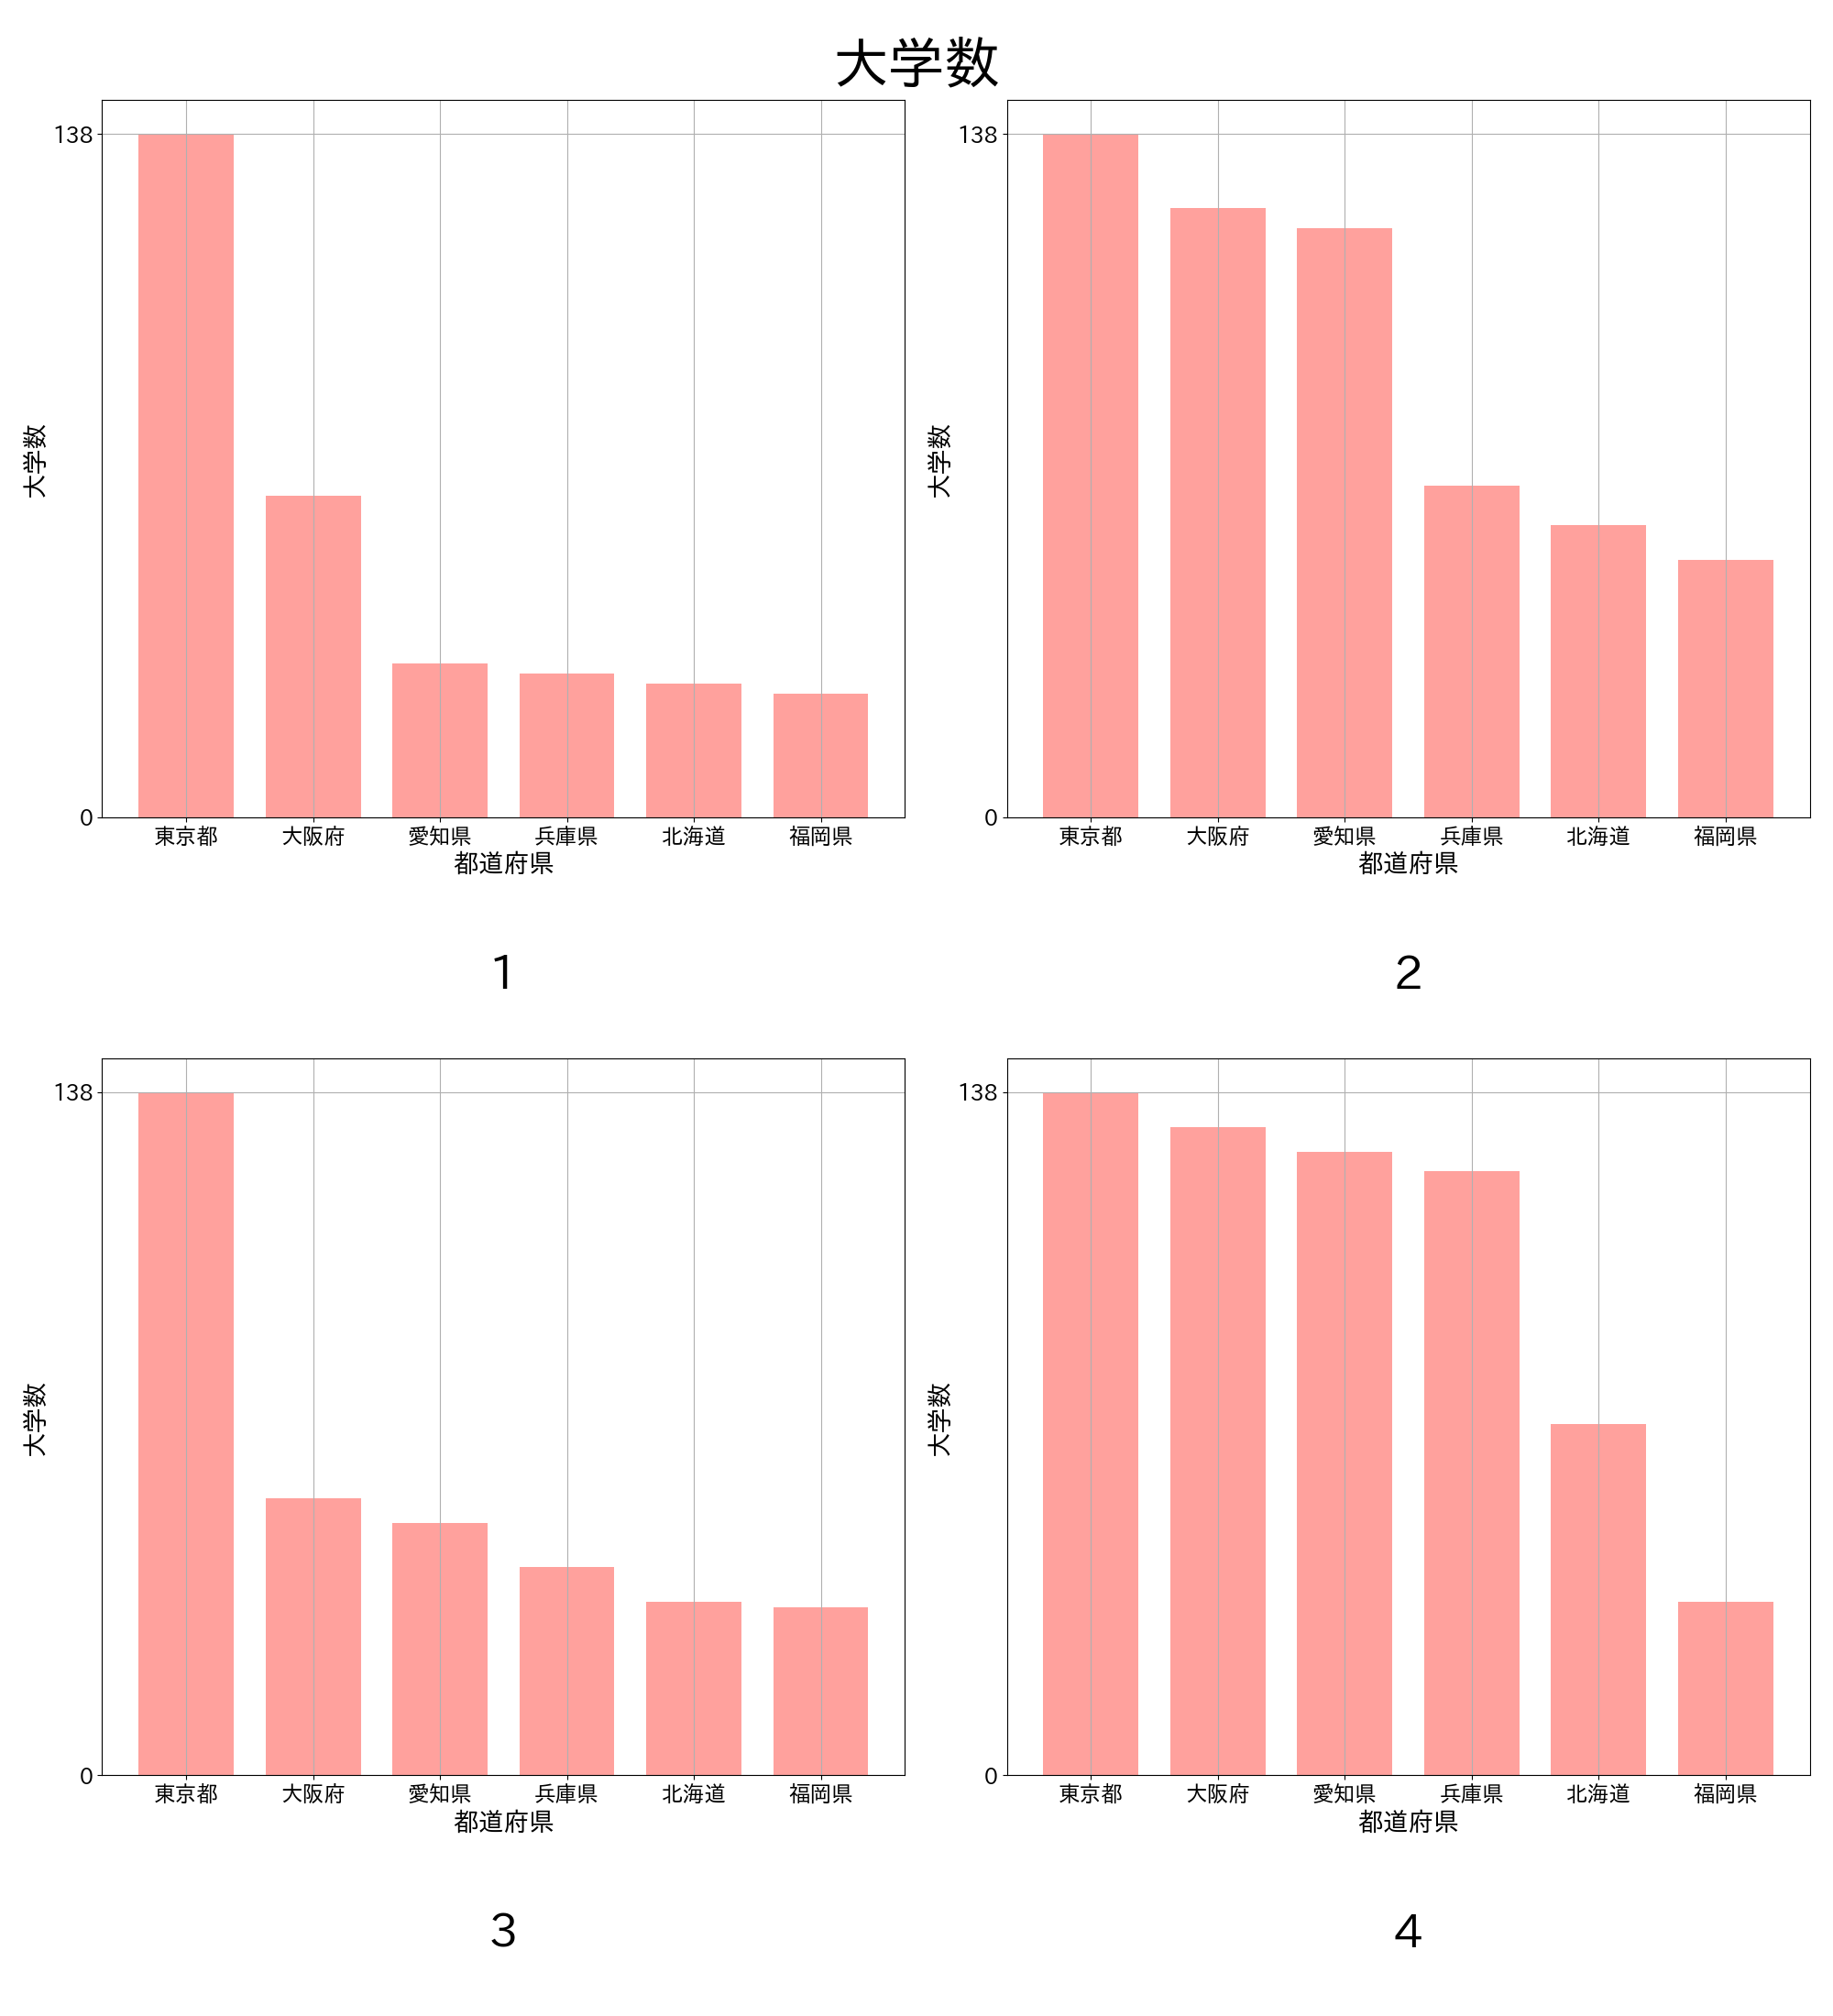 大学数
138
0
大学数
東京都 大阪府 愛知県 兵庫県 北海道 福岡県
都道府県
1
138
0
大学数
東京都 大阪府 愛知県 兵庫県 北海道 福岡県
都道府県
2
138
0
大学数
東京都 大阪府 愛知県 兵庫県 北海道 福岡県
都道府県
3
138
0
大学数
東京都 大阪府 愛知県 兵庫県 北海道 福岡県
都道府県
4